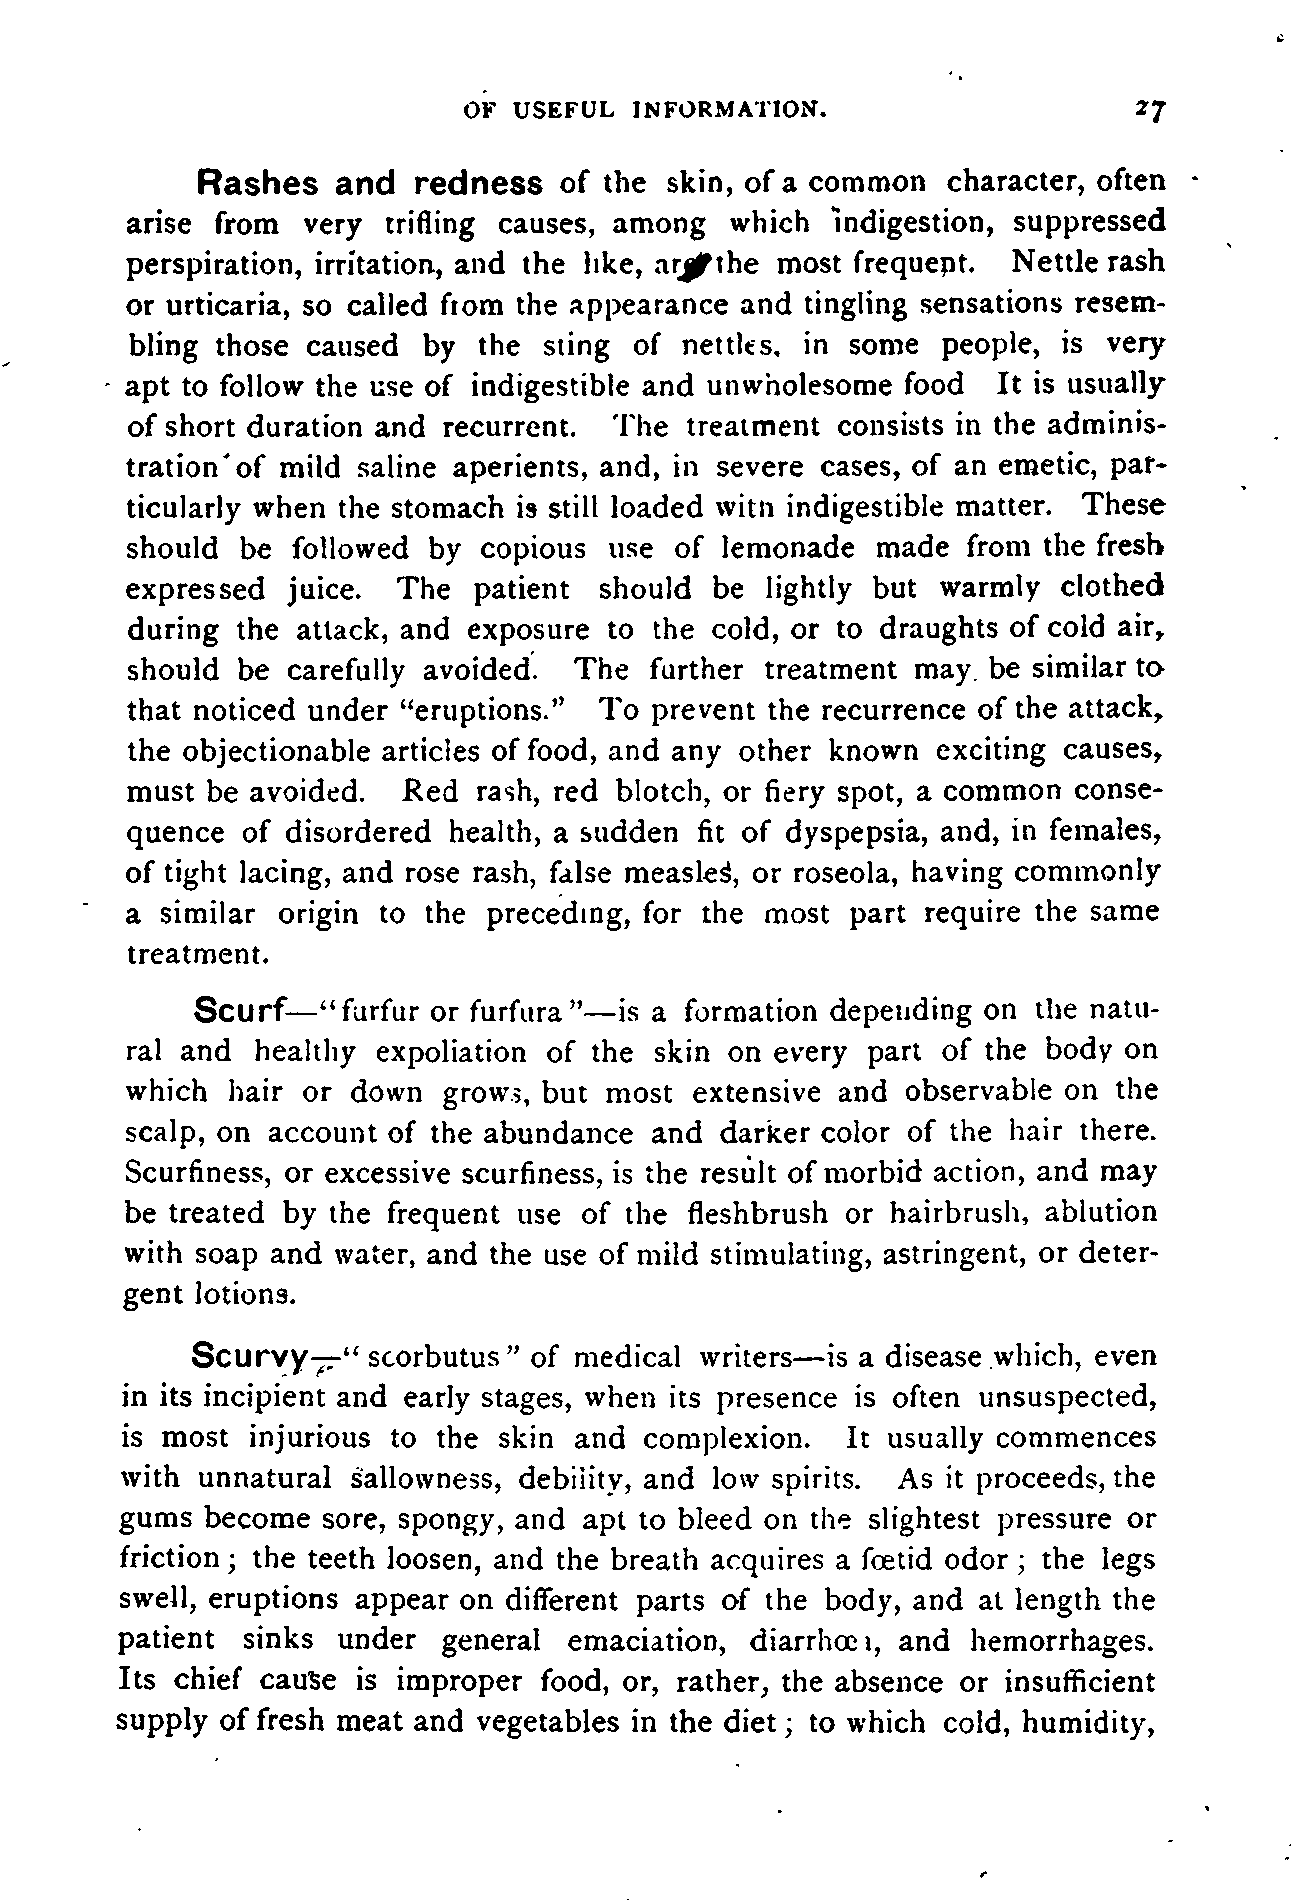 OF USEFUL INFORMATION. 27
Rashes and redness of the skin, of a common character, often
arise from very trifling causes, among which indigestion, suppressed
perspiration, irritation, and the like, are the most frequent. Nettle rash
or urticaria, so called from the appearance and tingling sensations resem-
bling those caused by the sting of nettles, in some people, is very
apt to follow the use of indigestible and unwholesome food It is usually
of short duration and recurrent. The treatment consists in the adminis-
tration of mild saline aperients, and, in severe cases, of an emetic, par-
ticularly when the stomach is still loaded with indigestible matter. These
should be followed by copious use of lemonade made from the fresh
expressed juice. The patient should be lightly but warmly clothed
during the attack, and exposure to the cold, or to draughts of cold air,
should be carefully avoided. The further treatment may be similar to
that noticed under "eruptions." To prevent the recurrence of the attack,
the objectionable articles of food, and any other known exciting causes,
must be avoided. Red rash, red blotch, or fiery spot, a common conse-
quence of disordered health, a sudden fit of dyspepsia, and, in females,
of tight lacing, and rose rash, false measles, or roseola, having commonly
a similar origin to the preceding, for the most part require the same
treatment.
Scurf—"furfur or furfura"—is a formation depending on the natu-
ral and healthy expoliation of the skin on every part of the body on
which hair or down grows, but most extensive and observable on the
scalp, on account of the abundance and darker color of the hair there.
Scurfiness, or excessive scurfiness, is the result of morbid action, and may
be treated by the frequent use of the fleshbrush or hairbrush, ablution
with soap and water, and the use of mild stimulating, astringent, or deter-
gent lotions.
Scurvy—"scorbutus" of medical writers—is a disease which, even
in its incipient and early stages, when its presence is often unsuspected,
is most injurious to the skin and complexion. It usually commences
with unnatural sallowness, debility, and low spirits. As it proceeds, the
gums become sore, spongy, and apt to bleed on the slightest pressure or
friction; the teeth loosen, and the breath acquires a fœtid odor; the legs
swell, eruptions appear on different parts of the body, and at length the
patient sinks under general emaciation, diarrhœa, and hemorrhages.
Its chief cause is improper food, or, rather, the absence or insufficient
supply of fresh meat and vegetables in the diet; to which cold, humidity,